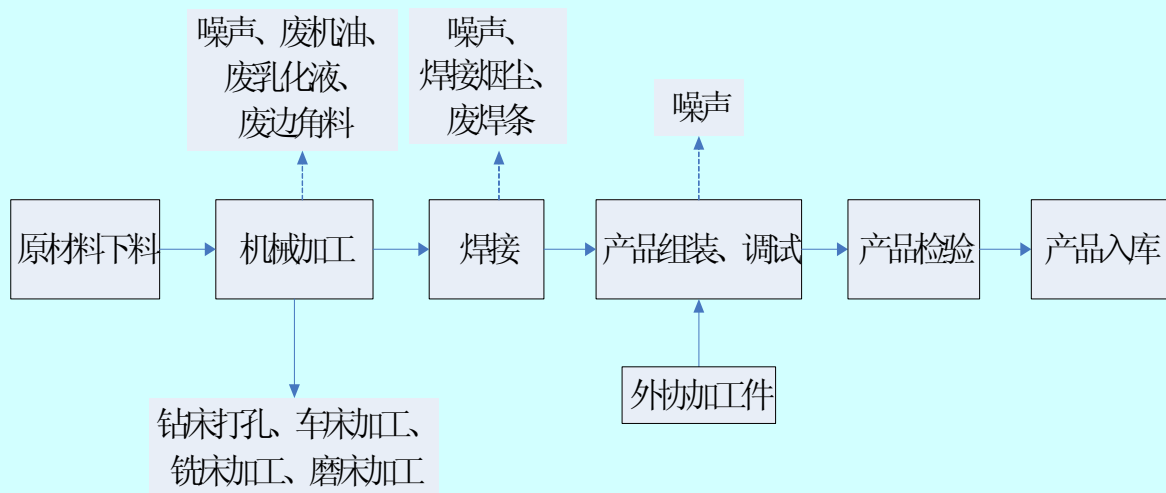 噪声、废机油、
废乳化液、
废边角料
噪声、
焊接烟尘、
废焊条
噪声
原材料下料
机械加工
焊接
产品组装、调试
产品检验
产品入库
外协加工件
钻床打孔、车床加工、
铣床加工、磨床加工